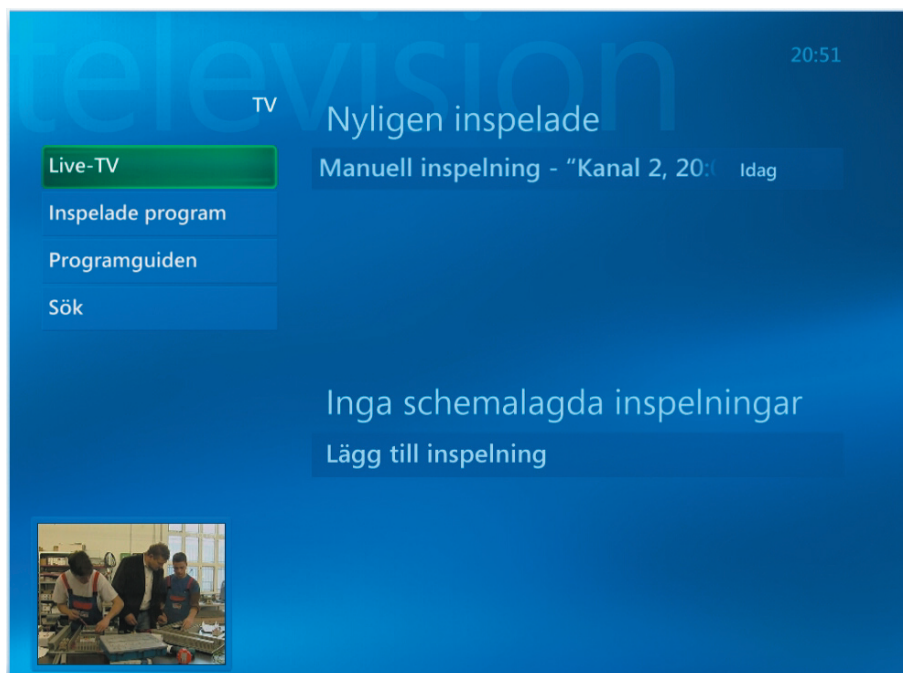 television
20:51
TV
Live-TV
Inspelade program
Programguiden
Sök
Nyligen inspelade
Manuell inspelning - “Kanal 2, 20: Idag
Inga schemalagda inspelningar
Lägg till inspelning